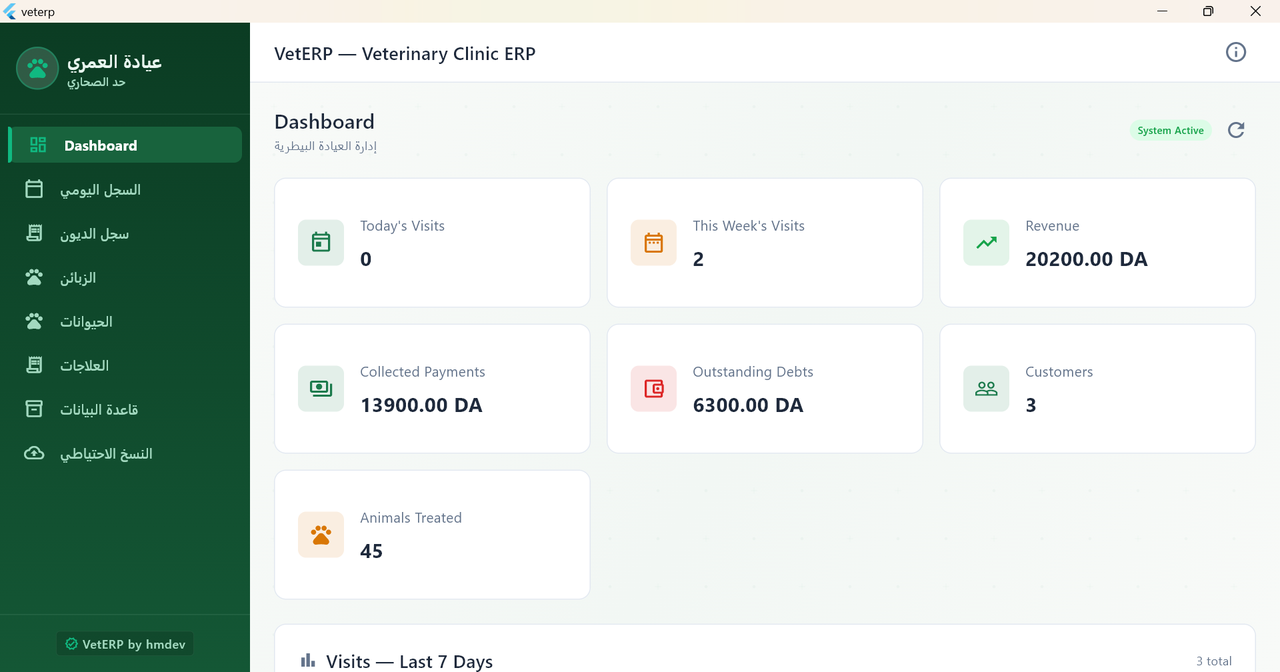 veterp
عيادة العمري
حد الصحاري
Dashboard
السجل اليومي
سجل الديون
الزبائن
الحيوانات
العلاجات
قاعدة البيانات
النسخ الاحتياطي
VetERP by hmdev
VetERP — Veterinary Clinic ERP
Dashboard
إدارة العيادة البيطرية
System Active
Today's Visits
0
This Week's Visits
2
Revenue
20200.00 DA
Collected Payments
13900.00 DA
Outstanding Debts
6300.00 DA
Customers
3
Animals Treated
45
Visits — Last 7 Days
3 total